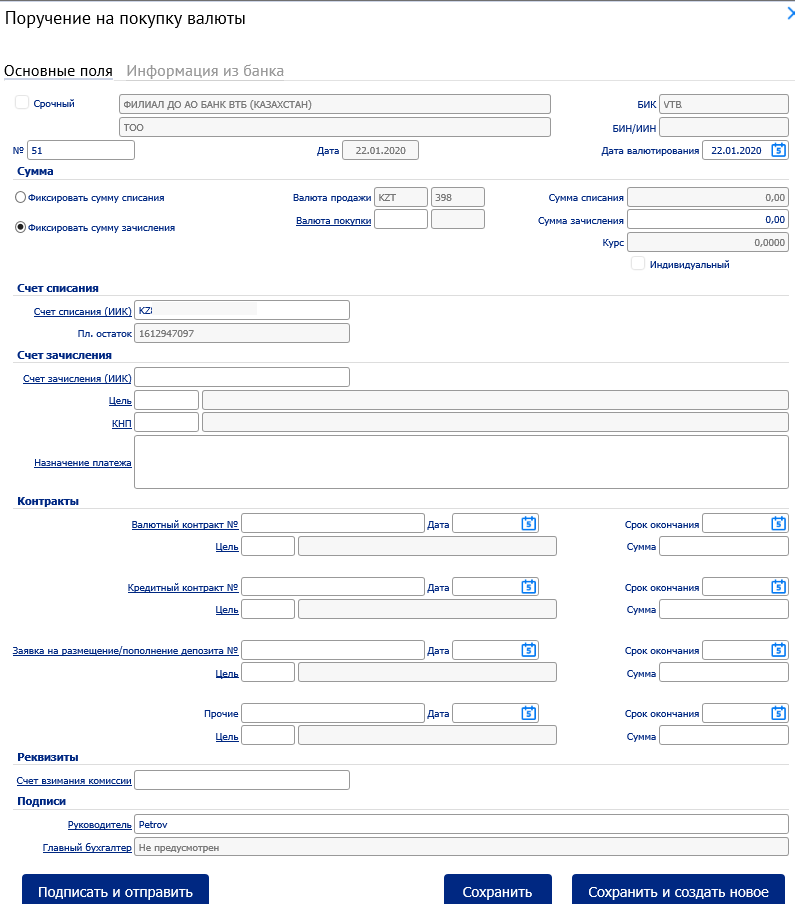 Поручение на покупку валюты
Основные поля Информация из банка
Срочный ФИЛИАЛ ДО АО БАНК ВТБ (КАЗАХСТАН) БИК VTB
ТОО БИН/ИИН
№ 51 Дата 22.01.2020 Дата валютирования 22.01.2020
Сумма
Фиксировать сумму списания Валюта продажи KZT 398 Сумма списания 0,00
Фиксировать сумму зачисления Валюта покупки Сумма зачисления 0,00
Курс 0,0000
Индивидуальный
Счет списания
Счет списания (ИИК) KZ
Пл. остаток 1612947097
Счет зачисления
Счет зачисления (ИИК)
Цель
КНП
Назначение платежа
Контракты
Валютный контракт № Дата Срок окончания
Цель Сумма
Кредитный контракт № Дата Срок окончания
Цель Сумма
Заявка на размещение/пополнение депозита № Дата Срок окончания
Цель Сумма
Прочие Дата Срок окончания
Цель Сумма
Реквизиты
Счет взимания комиссии
Подписи
Руководитель Petrov
Главный бухгалтер Не предусмотрен
Подписать и отправить Сохранить Сохранить и создать новое